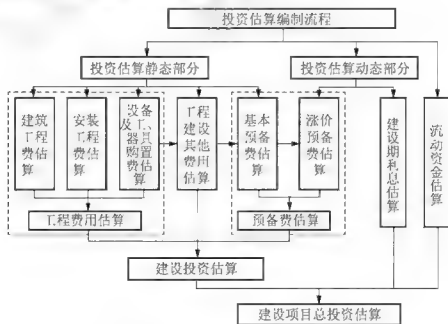 投资估算编制流程
投资估算静态部分
投资估算动态部分
建筑
工程
费估
算
安装
工程
费估
算
设备
及工、
器具
购置
费估
算
工程
建设
其他
费用
估算
基本
预备
费估
算
涨价
预备
费估
算
建设期利息估算
流动资金估算
工程费用估算
预备费估算
建设投资估算
建设项目总投资估算